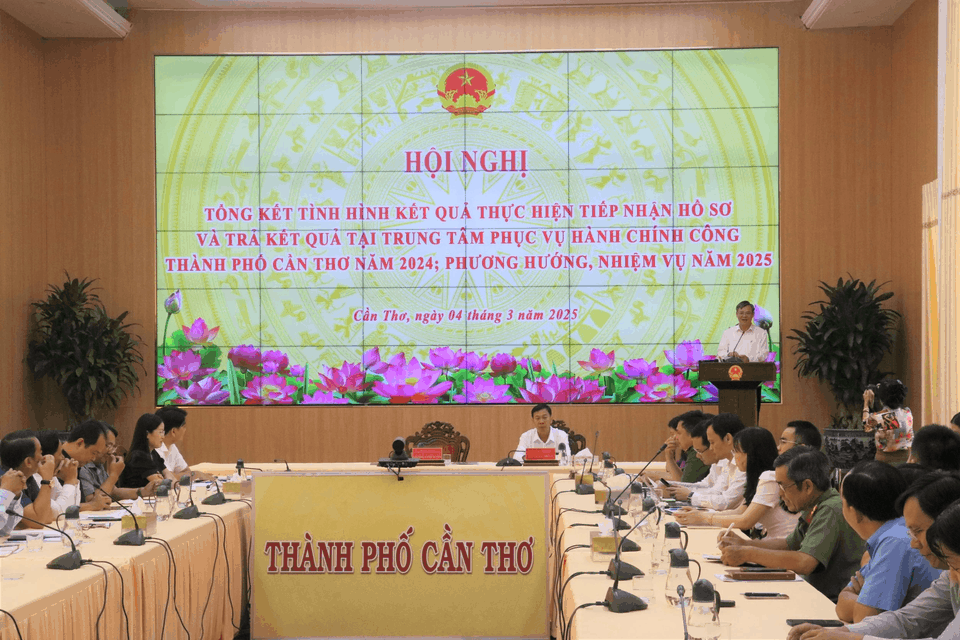 HỘI NGHỊ
TỔNG KẾT TÌNH HÌNH KẾT QUẢ THỰC HIỆN TIẾP NHẬN HỒ SƠ
VÀ TRẢ KẾT QUẢ TẠI TRUNG TÂM PHỤC VỤ HÀNH CHÍNH CÔNG
THÀNH PHỐ CẦN THƠ NĂM 2024; PHƯƠNG HƯỚNG, NHIỆM VỤ NĂM 2025
Cần Thơ, ngày 04 tháng 3 năm 2025
THÀNH PHỐ CẦN THƠ